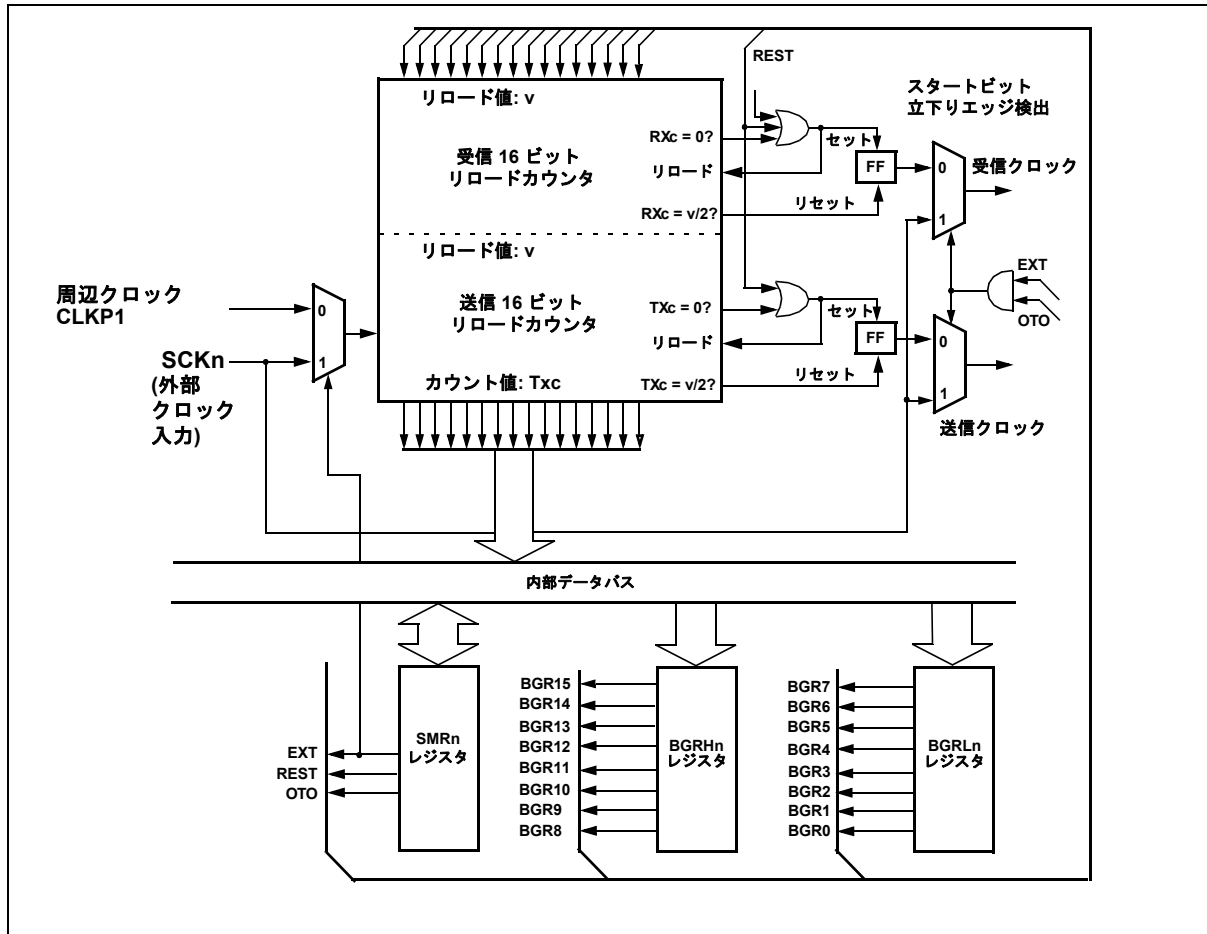 REST
スタートビット
立下りエッジ検出
リロード値: v
受信 16 ビット
リロードカウンタ
RXc = 0?
リロード
RXc = v/2?
セット
FF
リセット
0
1
受信クロック
リロード値: v
送信 16 ビット
リロードカウンタ
カウント値: Txc
TXc = 0?
リロード
TXc = v/2?
セット
FF
リセット
0
1
送信クロック
EXT
OTO
周辺クロック
CLKP1
SCKn
(外部
クロック
入力)
0
1
内部データバス
EXT
REST
OTO
SMRn
レジスタ
BGR15
BGR14
BGR13
BGR12
BGR11
BGR10
BGR9
BGR8
BGRHn
レジスタ
BGR7
BGR6
BGR5
BGR4
BGR3
BGR2
BGR1
BGR0
BGRLn
レジスタ